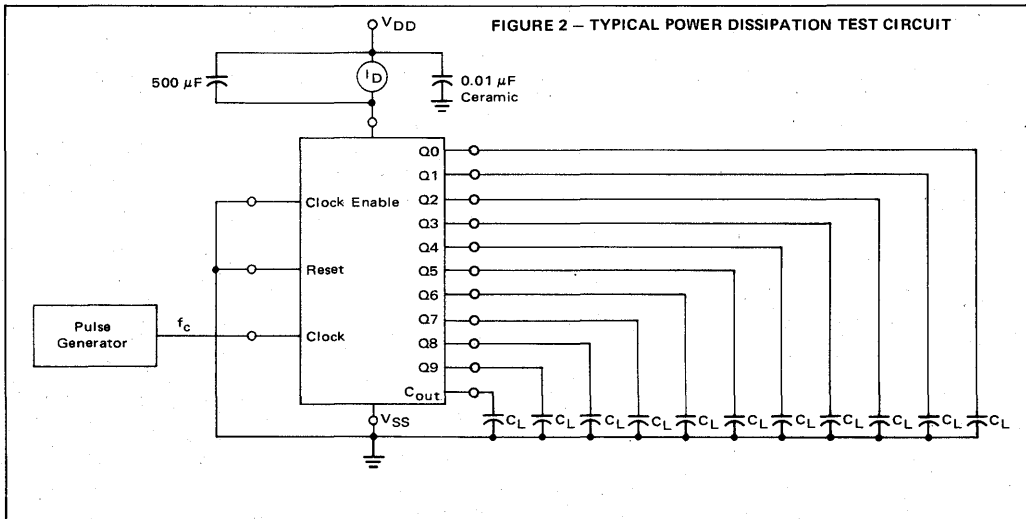 FIGURE 2 – TYPICAL POWER DISSIPATION TEST CIRCUIT
VDD
500 µF
ID
0.01 µF
Ceramic
Q0
Q1
Clock Enable
Q2
Q3
Q4
Reset
Q5
Q6
Pulse
Generator
fc
Clock
Q7
Q8
Q9
Cout
VSS
CL CL CL CL CL CL CL CL CL CL CL